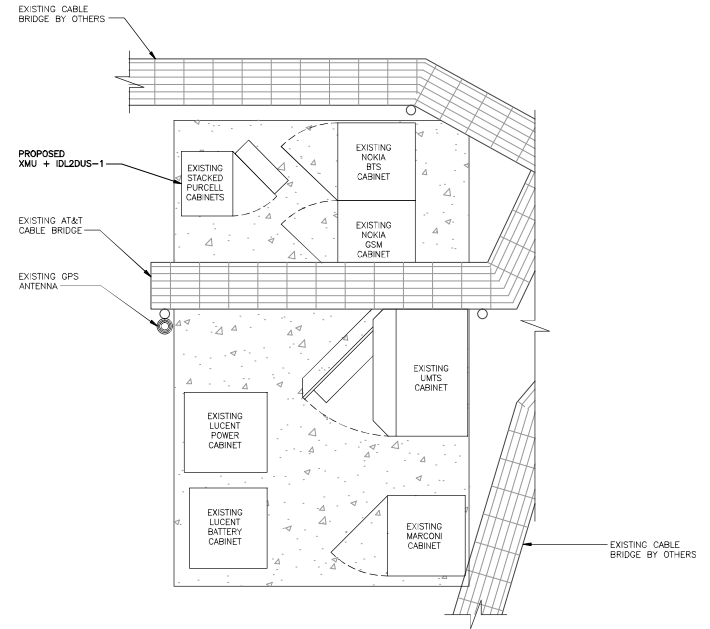 EXISTING CABLE
BRIDGE BY OTHERS
PROPOSED
XMU + IDL2DUS-1
EXISTING
STACKED
PURCELL
CABINETS
EXISTING
NOKIA
BTS
CABINET
EXISTING
NOKIA
GSM
CABINET
EXISTING AT&T
CABLE BRIDGE
EXISTING GPS
ANTENNA
EXISTING
UMTS
CABINET
EXISTING
LUCENT
POWER
CABINET
EXISTING
LUCENT
BATTERY
CABINET
EXISTING
MARCONI
CABINET
EXISTING CABLE
BRIDGE BY OTHERS